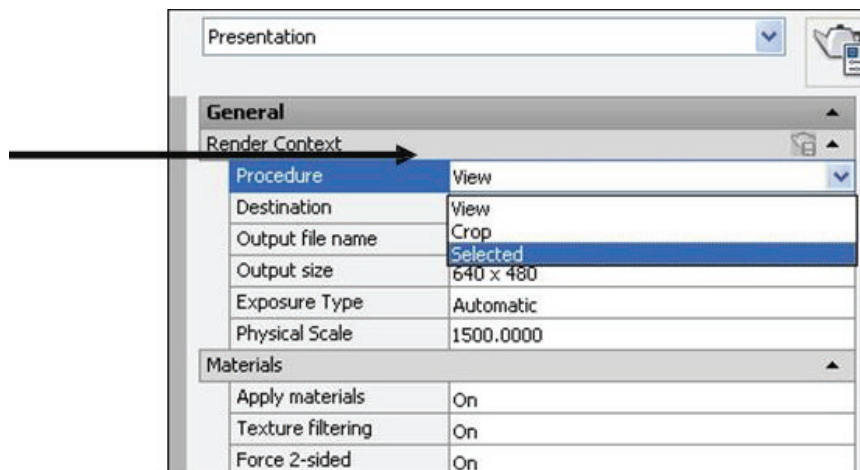 Presentation
General
Render Context
Procedure View
Destination View
Crop
Output file name
Selected
Output size 640 x 480
Exposure Type Automatic
Physical Scale 1500.0000
Materials
Apply materials On
Texture filtering On
Force 2-sided On